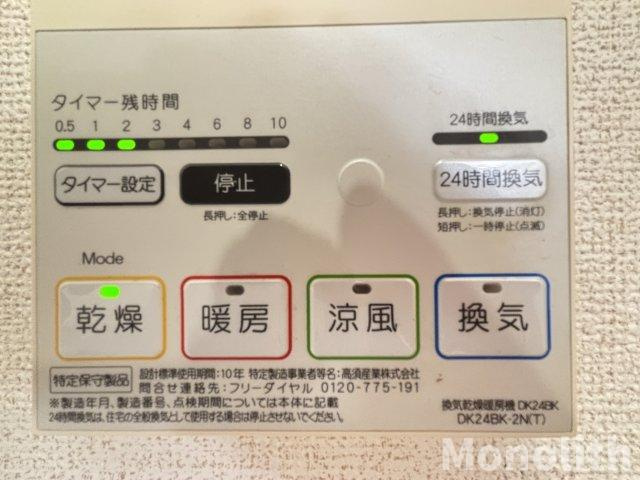 タイマー残時間
0.5 1 2 3 4 6 8 10
24時間換気
タイマー設定
停止
24時間換気
長押し:全停止
長押し:換気停止(消灯)
短押し:一時停止(点滅)
Mode
乾燥
暖房
涼風
換気
特定保守製品
設計標準使用期間:10年 特定製造事業者等名:高須産業株式会社
問合せ連絡先:フリーダイヤル 0120-775-191
※製造年月、製造番号、点検期間については本体に記載
24時間換気は、住宅の全般換気として使用する場合は停止させないでください。
換気乾燥暖房機 DK24BK
DK24BK-2N(T)
Monolith